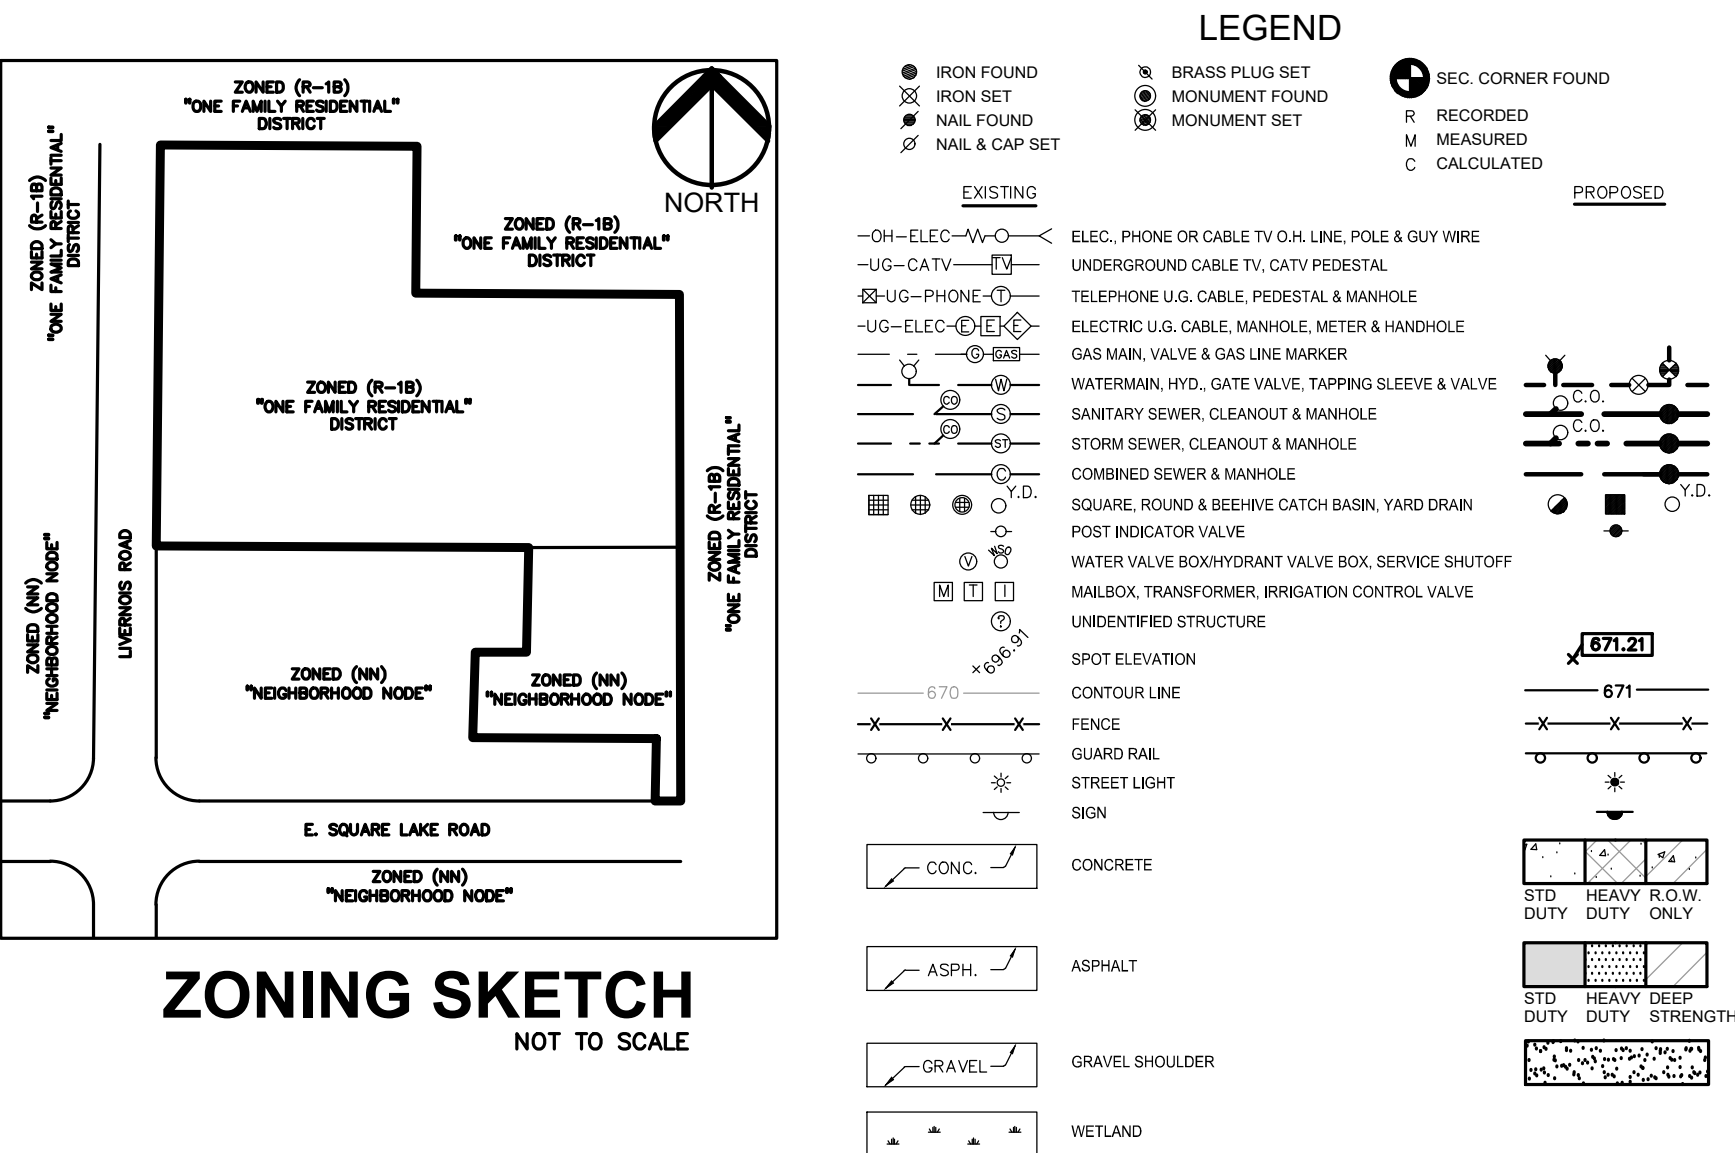 ZONED (R-1B)
"ONE FAMILY RESIDENTIAL"
DISTRICT
NORTH
ZONED (R-1B)
"ONE FAMILY RESIDENTIAL"
DISTRICT
ZONED (R-1B)
"ONE FAMILY RESIDENTIAL"
DISTRICT
ZONED (R-1B)
"ONE FAMILY RESIDENTIAL"
DISTRICT
ZONED (R-1B)
"ONE FAMILY RESIDENTIAL"
DISTRICT
ZONED (NN)
"NEIGHBORHOOD NODE"
LIVERNOIS ROAD
ZONED (NN)
"NEIGHBORHOOD NODE"
ZONED (NN)
"NEIGHBORHOOD NODE"
E. SQUARE LAKE ROAD
ZONED (NN)
"NEIGHBORHOOD NODE"
ZONING SKETCH
NOT TO SCALE
LEGEND
IRON FOUND
IRON SET
NAIL FOUND
NAIL & CAP SET
BRASS PLUG SET
MONUMENT FOUND
MONUMENT SET
SEC. CORNER FOUND
R RECORDED
M MEASURED
C CALCULATED
EXISTING
PROPOSED
OH-ELEC ELEC., PHONE OR CABLE TV O.H. LINE, POLE & GUY WIRE
UG-CATV TV UNDERGROUND CABLE TV, CATV PEDESTAL
UG-PHONE T TELEPHONE U.G. CABLE, PEDESTAL & MANHOLE
UG-ELEC E E E ELECTRIC U.G. CABLE, MANHOLE, METER & HANDHOLE
G GAS GAS MAIN, VALVE & GAS LINE MARKER
W WATERMAIN, HYD., GATE VALVE, TAPPING SLEEVE & VALVE
CO S SANITARY SEWER, CLEANOUT & MANHOLE C.O.
CO ST STORM SEWER, CLEANOUT & MANHOLE C.O.
C COMBINED SEWER & MANHOLE
Y.D. SQUARE, ROUND & BEEHIVE CATCH BASIN, YARD DRAIN Y.D.
POST INDICATOR VALVE
V WSO WATER VALVE BOX/HYDRANT VALVE BOX, SERVICE SHUTOFF
M T I MAILBOX, TRANSFORMER, IRRIGATION CONTROL VALVE
? UNIDENTIFIED STRUCTURE
696.91 SPOT ELEVATION 671.21
670 CONTOUR LINE 671
X X X FENCE X X X
GUARD RAIL
STREET LIGHT
SIGN
CONC. CONCRETE
STD DUTY
HEAVY DUTY
R.O.W. ONLY
ASPH. ASPHALT
STD DUTY
HEAVY DUTY
DEEP STRENGTH
GRAVEL GRAVEL SHOULDER
WETLAND